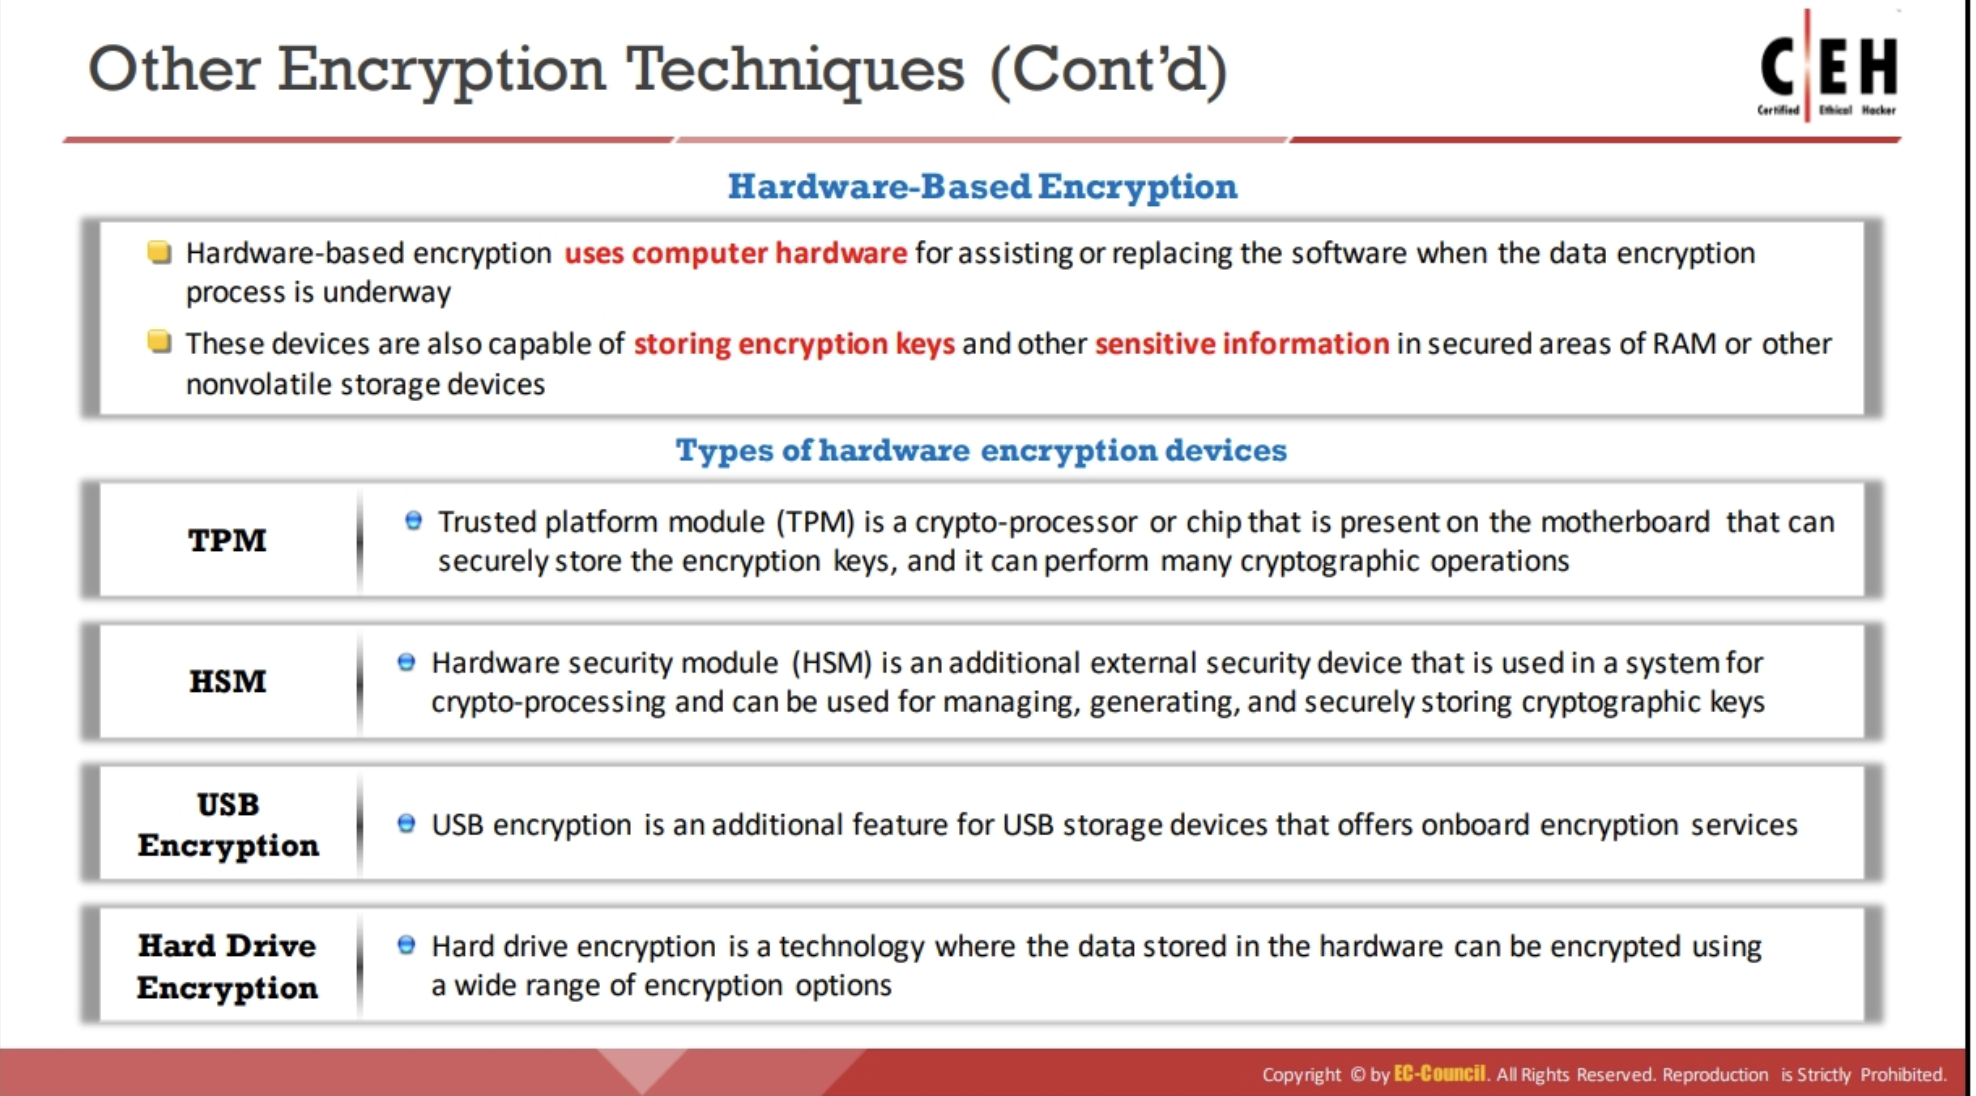 Other Encryption Techniques (Cont’d)
C EH
Certified Ethical Hacker
Hardware-Based Encryption
Hardware-based encryption uses computer hardware for assisting or replacing the software when the data encryption
process is underway
These devices are also capable of storing encryption keys and other sensitive information in secured areas of RAM or other
nonvolatile storage devices
Types of hardware encryption devices
TPM
Trusted platform module (TPM) is a crypto-processor or chip that is present on the motherboard that can
securely store the encryption keys, and it can perform many cryptographic operations
HSM
Hardware security module (HSM) is an additional external security device that is used in a system for
crypto-processing and can be used for managing, generating, and securely storing cryptographic keys
USB
Encryption
USB encryption is an additional feature for USB storage devices that offers onboard encryption services
Hard Drive
Encryption
Hard drive encryption is a technology where the data stored in the hardware can be encrypted using
a wide range of encryption options
Copyright © by EC-Council. All Rights Reserved. Reproduction is Strictly Prohibited.